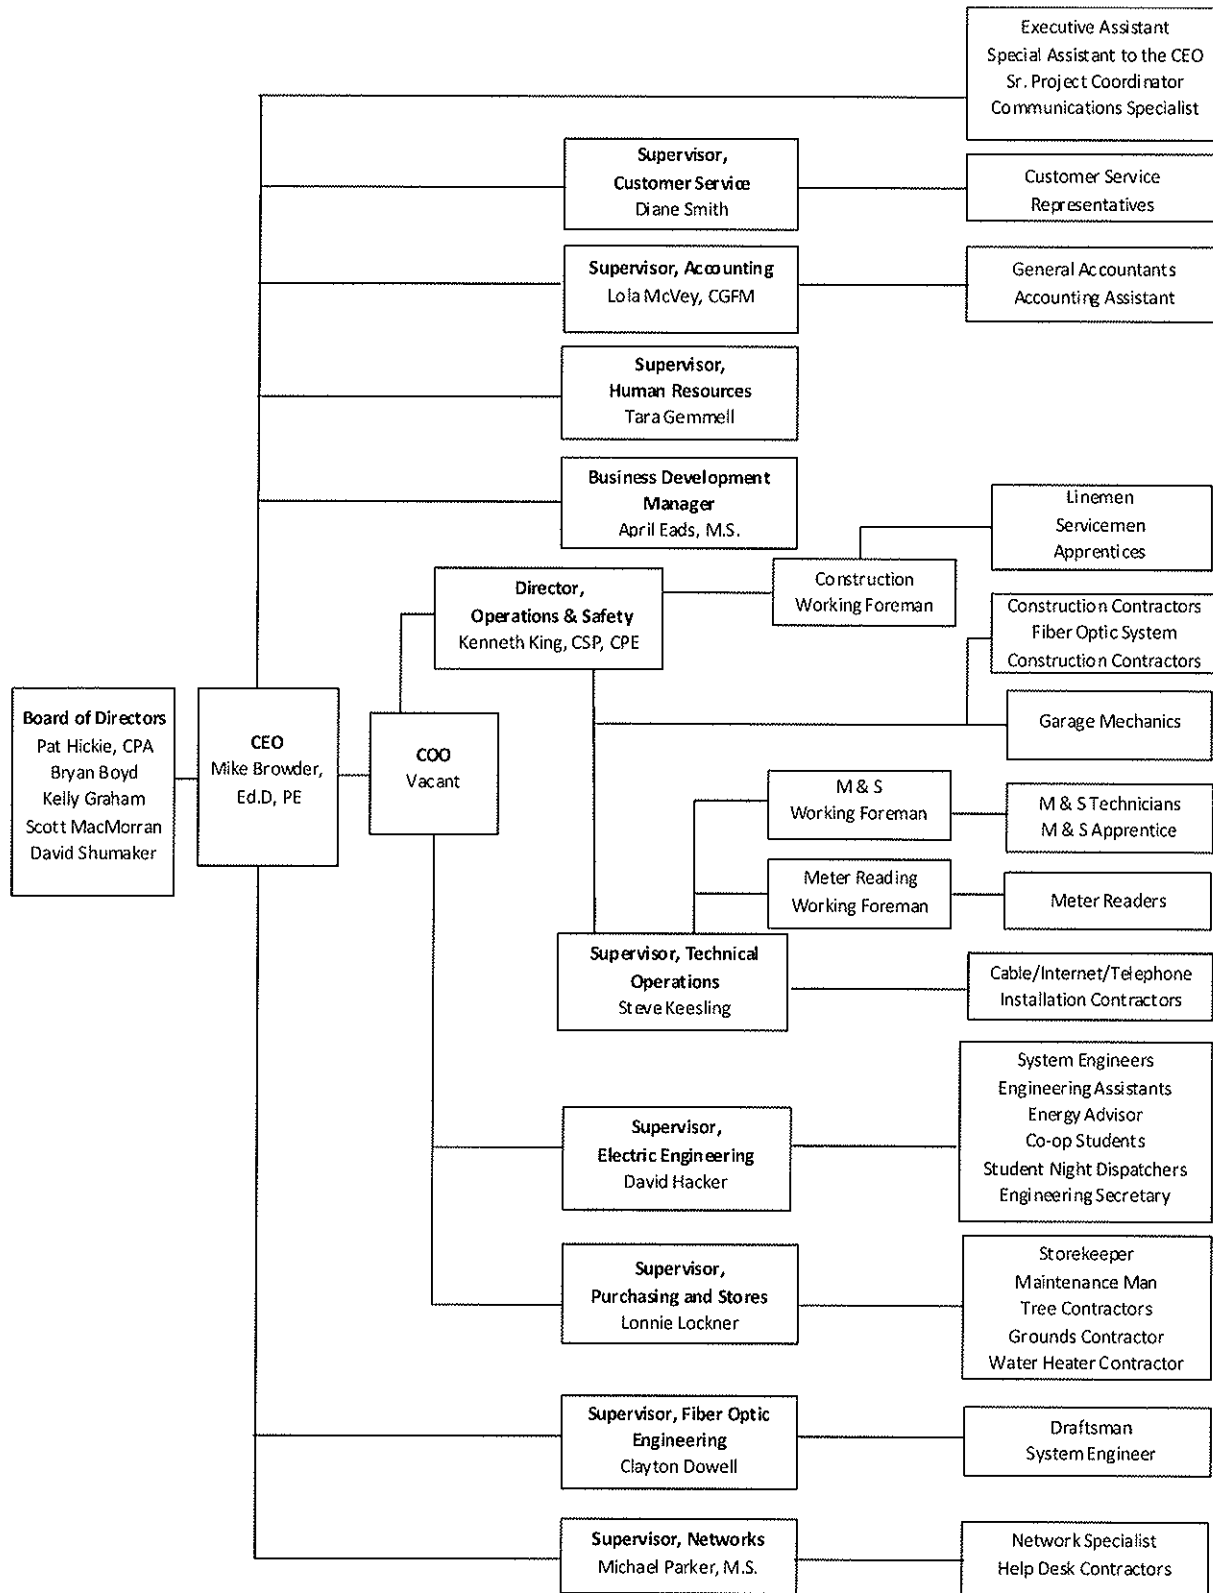 Executive Assistant
Special Assistant to the CEO
Sr. Project Coordinator
Communications Specialist
Supervisor,
Customer Service
Diane Smith
Customer Service
Representatives
Supervisor, Accounting
Lola McVey, CGFM
General Accountants
Accounting Assistant
Supervisor,
Human Resources
Tara Gemmell
Business Development
Manager
April Eads, M.S.
Linemen
Servicemen
Apprentices
Director,
Operations & Safety
Kenneth King, CSP, CPE
Construction
Working Foreman
Construction Contractors
Fiber Optic System
Construction Contractors
Board of Directors
Pat Hickie, CPA
Bryan Boyd
Kelly Graham
Scott MacMorran
David Shumaker
CEO
Mike Browder,
Ed.D, PE
COO
Vacant
Garage Mechanics
M & S
Working Foreman
M & S Technicians
M & S Apprentice
Meter Reading
Working Foreman
Meter Readers
Supervisor, Technical
Operations
Steve Keesling
Cable/Internet/Telephone
Installation Contractors
Supervisor,
Electric Engineering
David Hacker
System Engineers
Engineering Assistants
Energy Advisor
Co-op Students
Student Night Dispatchers
Engineering Secretary
Supervisor,
Purchasing and Stores
Lonnie Lockner
Storekeeper
Maintenance Man
Tree Contractors
Grounds Contractor
Water Heater Contractor
Supervisor, Fiber Optic
Engineering
Clayton Dowell
Draftsman
System Engineer
Supervisor, Networks
Michael Parker, M.S.
Network Specialist
Help Desk Contractors